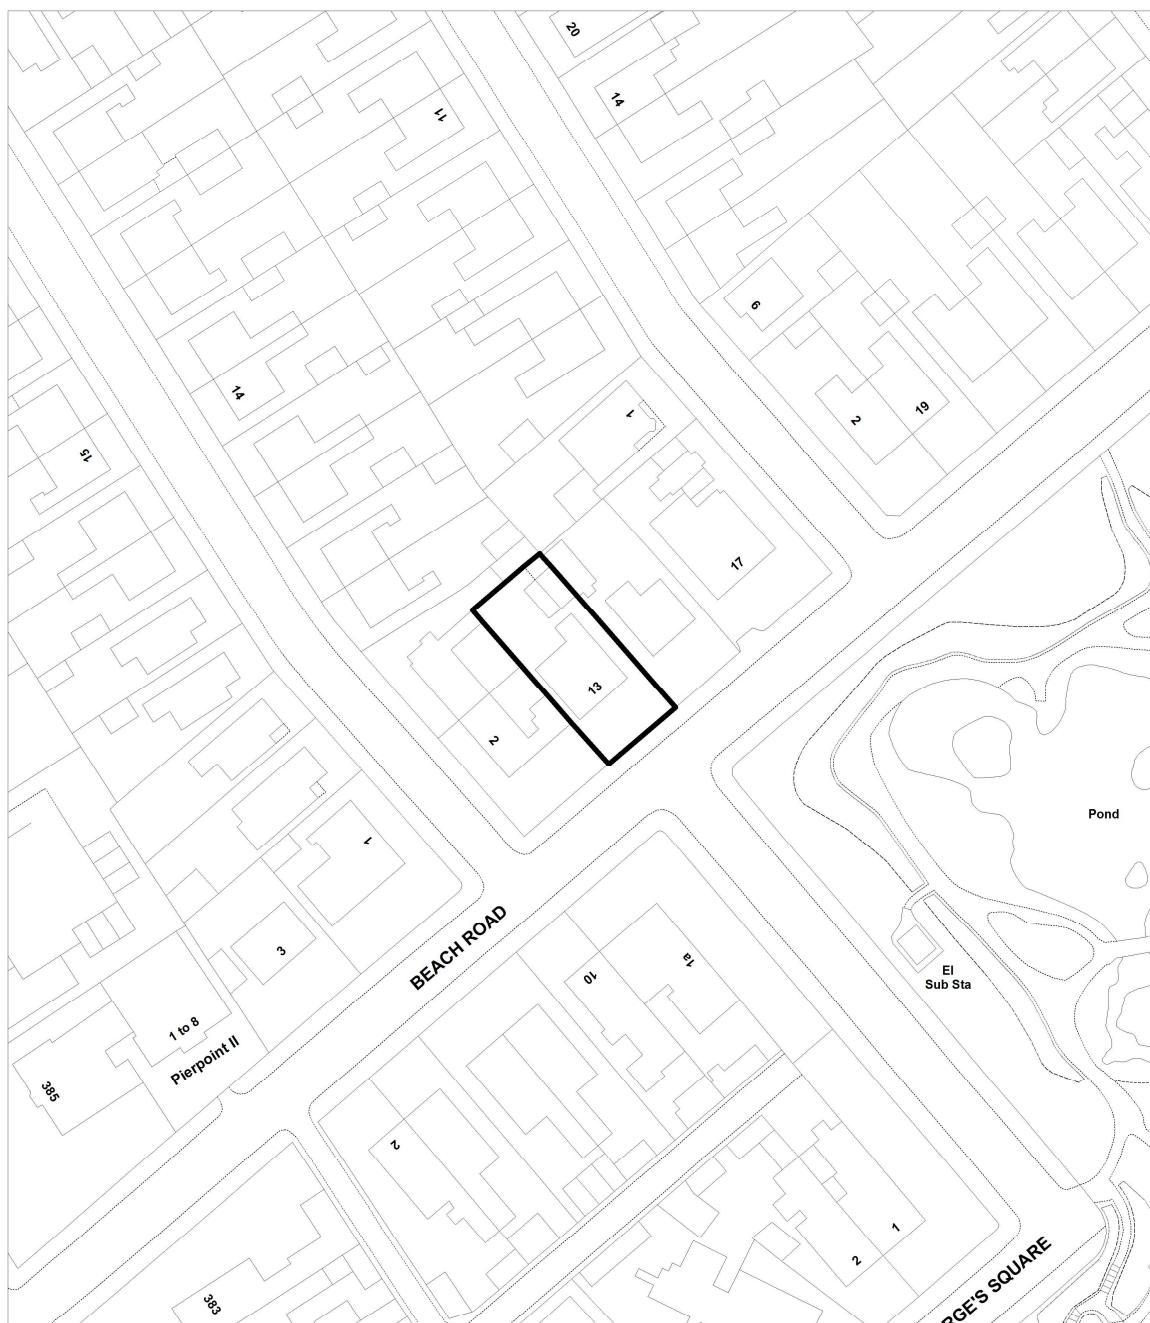 20
14
11
6
14
15
1
2
19
17
13
2
1
3
BEACH ROAD
10
1a
Pond
El
Sub Sta
1 to 8
Pierpoint II
385
2
1
2
383
RGE'S SQUARE